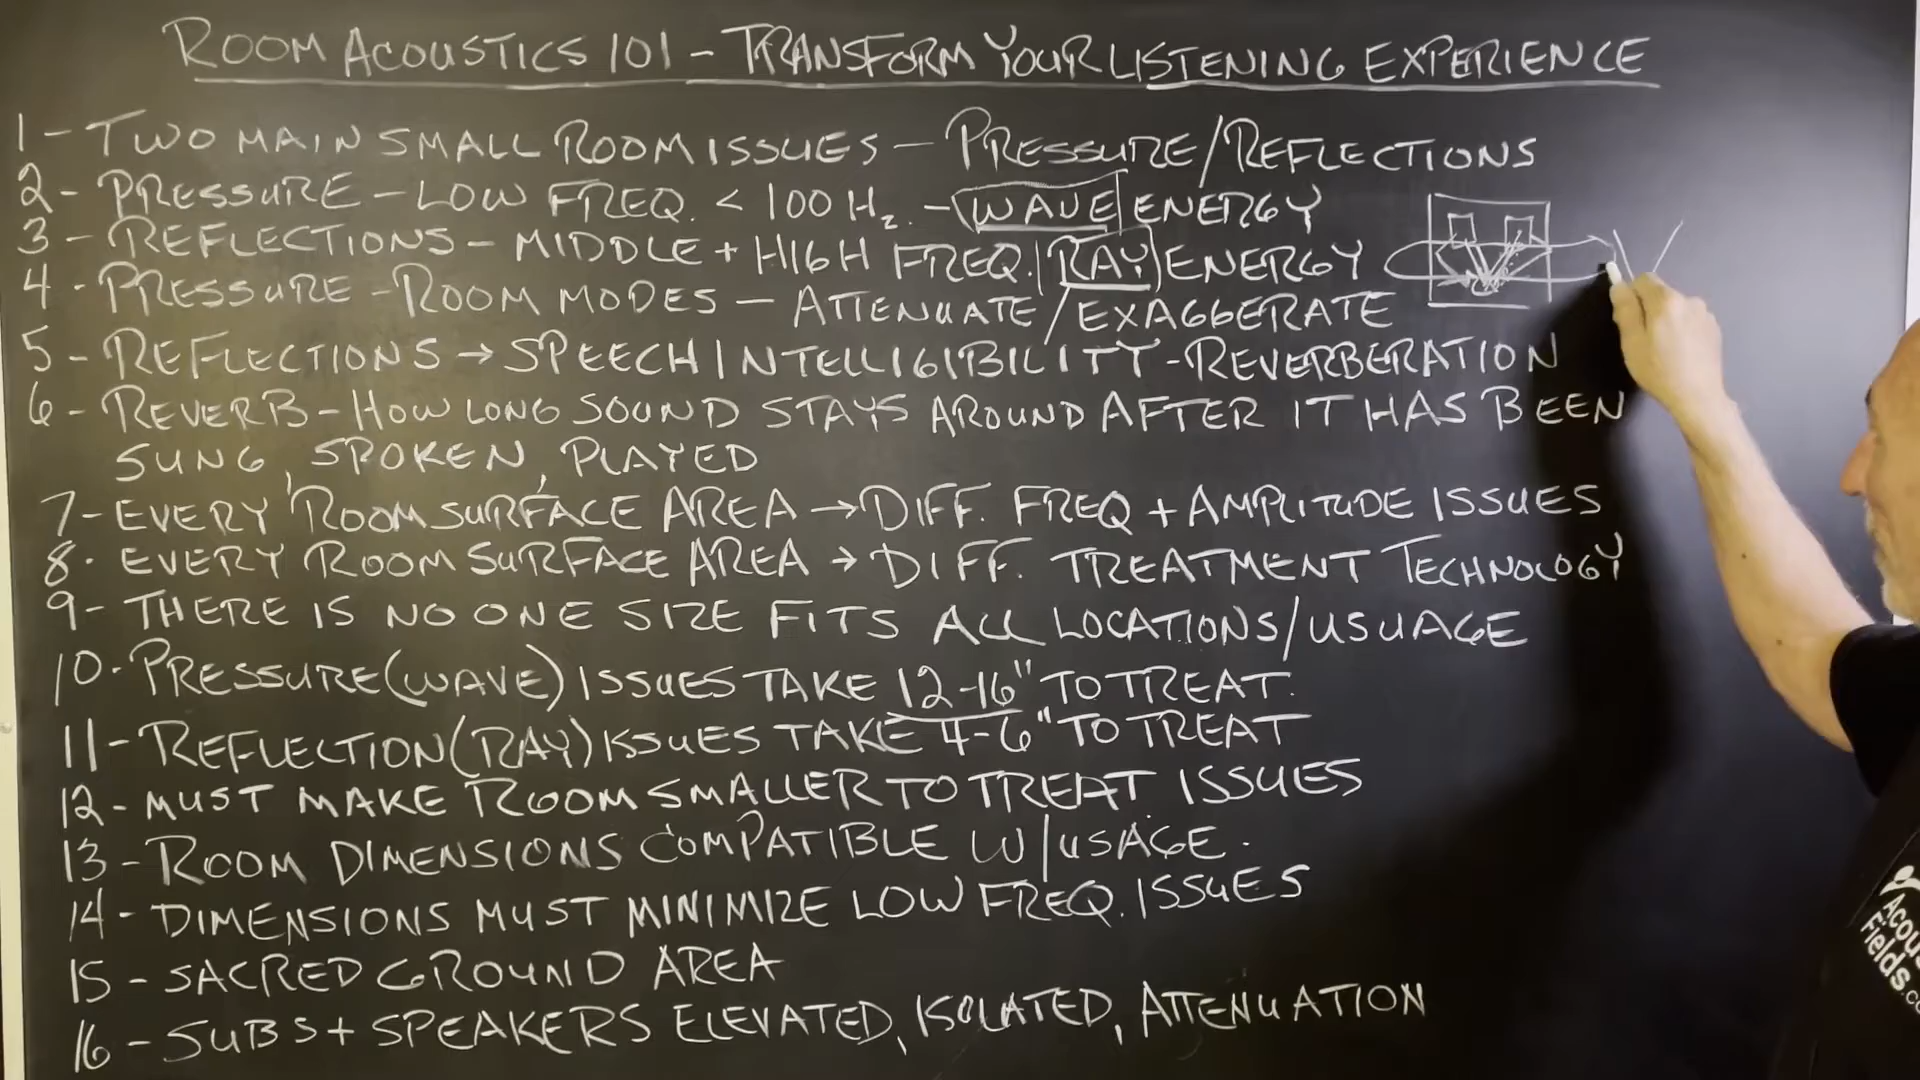 ROOM ACOUSTICS 101 - TRANSFORM YOUR LISTENING EXPERIENCE
1 - TWO MAIN SMALL ROOM ISSUES - PRESSURE/REFLECTIONS
2 - PRESSURE - LOW FREQ. < 100 Hz. - WAVE ENERGY
3 - REFLECTIONS - MIDDLE + HIGH FREQ. RAY ENERGY
4 - PRESSURE - ROOM MODES - ATTENUATE/EXAGGERATE
5 - REFLECTIONS → SPEECH INTELLIGIBILITY - REVERBERATION
6 - REVERB - HOW LONG SOUND STAYS AROUND AFTER IT HAS BEEN
SUNG, SPOKEN, PLAYED
7 - EVERY ROOM SURFACE AREA → DIFF. FREQ + AMPLITUDE ISSUES
8. EVERY ROOM SURFACE AREA → DIFF. TREATMENT TECHNOLOGY
9 - THERE IS NO ONE SIZE FITS ALL LOCATIONS/USUAGE
10. PRESSURE (WAVE) ISSUES TAKE 12-16" TO TREAT.
11 - REFLECTION (RAY) ISSUES TAKE 4-6" TO TREAT
12 - MUST MAKE ROOM SMALLER TO TREAT ISSUES
13 - ROOM DIMENSIONS COMPATIBLE W/USAGE.
14 - DIMENSIONS MUST MINIMIZE LOW FREQ. ISSUES
15 - SACRED GROUND AREA
16 - SUBS + SPEAKERS ELEVATED, ISOLATED, ATTENUATION
Fields.co